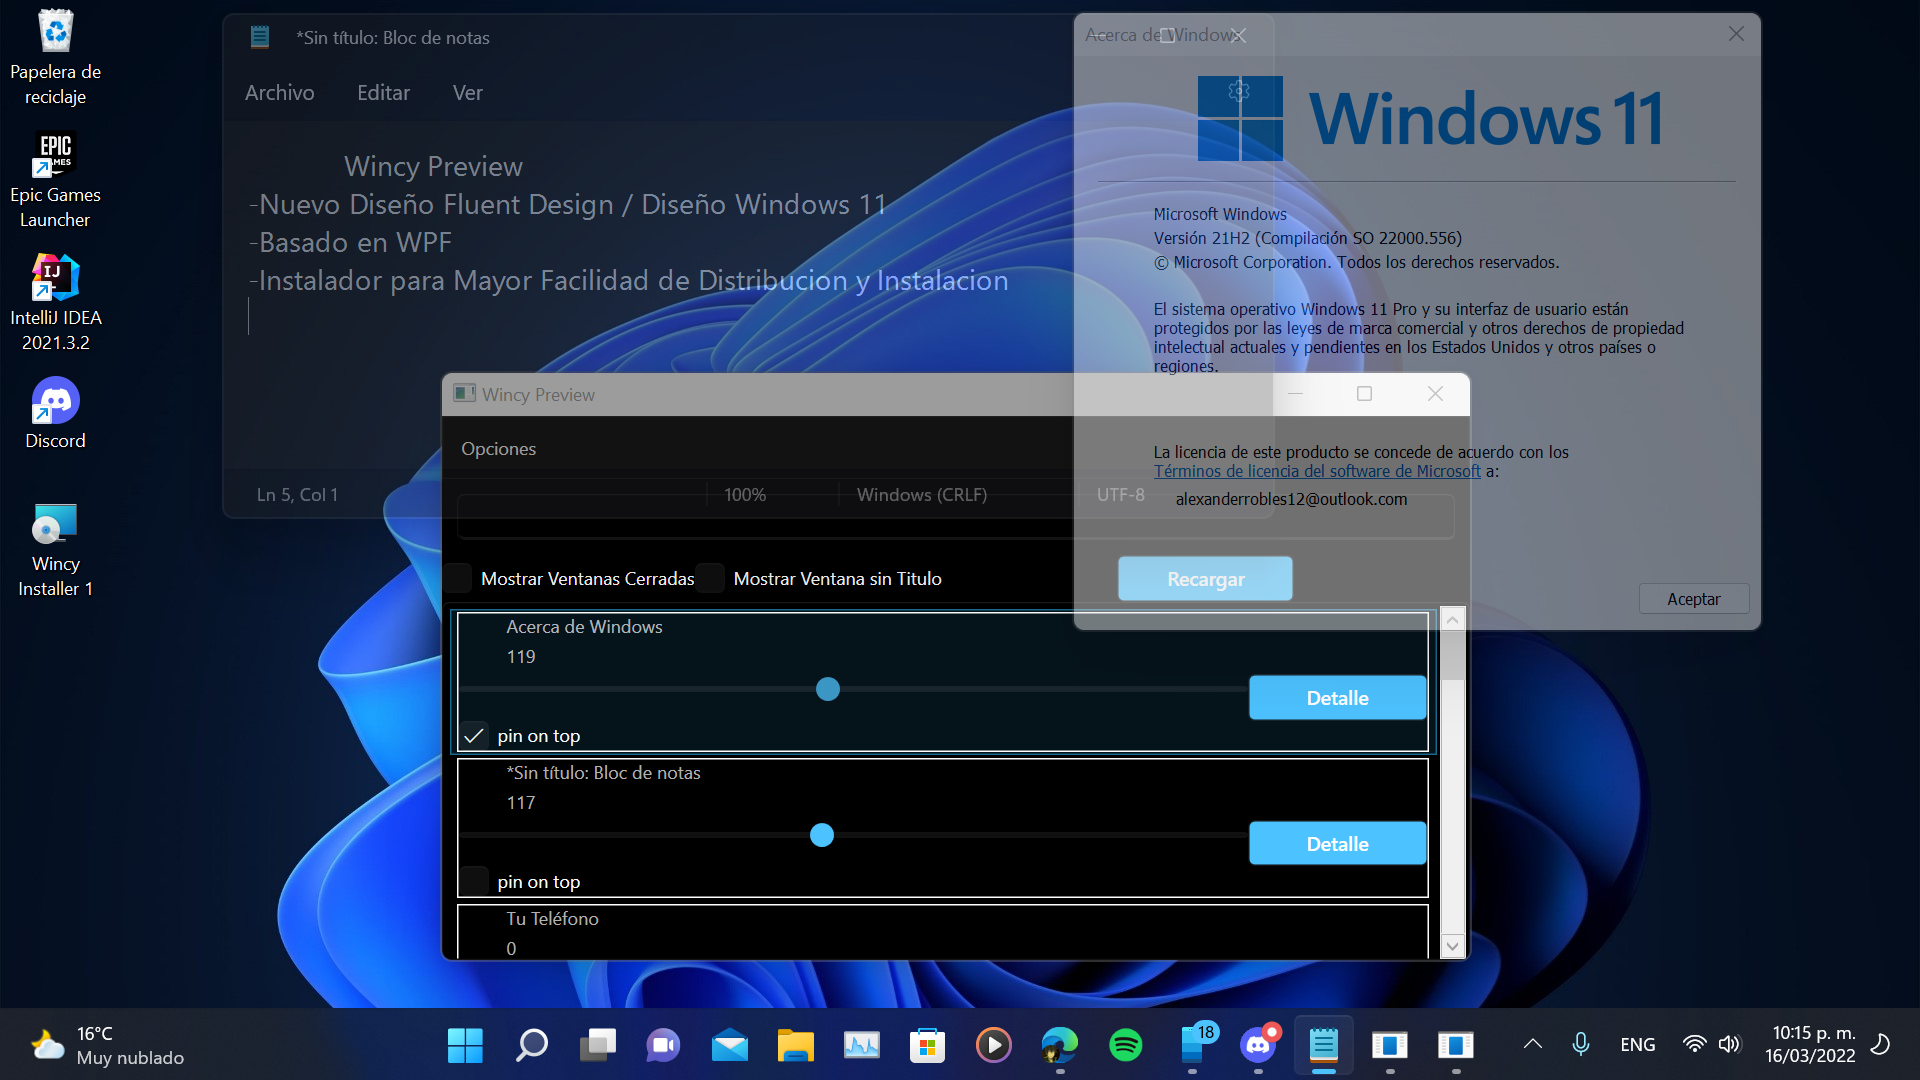 Papelera de
reciclaje
EPIC
GAMES
Epic Games
Launcher
IJ
IntelliJ IDEA
2021.3.2
Discord
Wincy
Installer 1
*Sin título: Bloc de notas
Archivo Editar Ver
Wincy Preview
-Nuevo Diseño Fluent Design / Diseño Windows 11
-Basado en WPF
-Instalador para Mayor Facilidad de Distribucion y Instalacion
Ln 5, Col 1 100% Windows (CRLF) UTF-8
Acerca de Windows
Windows 11
Microsoft Windows
Versión 21H2 (Compilación SO 22000.556)
© Microsoft Corporation. Todos los derechos reservados.
El sistema operativo Windows 11 Pro y su interfaz de usuario están
protegidos por las leyes de marca comercial y otros derechos de propiedad
intelectual actuales y pendientes en los Estados Unidos y otros países o
regiones.
La licencia de este producto se concede de acuerdo con los
Términos de licencia del software de Microsoft a:
alexanderrobles12@outlook.com
Aceptar
Wincy Preview
Opciones
Mostrar Ventanas Cerradas Mostrar Ventana sin Titulo Recargar
Acerca de Windows
119
Detalle
pin on top
*Sin título: Bloc de notas
117
Detalle
pin on top
Tu Teléfono
0
16°C
Muy nublado
18
ENG
10:15 p. m.
16/03/2022